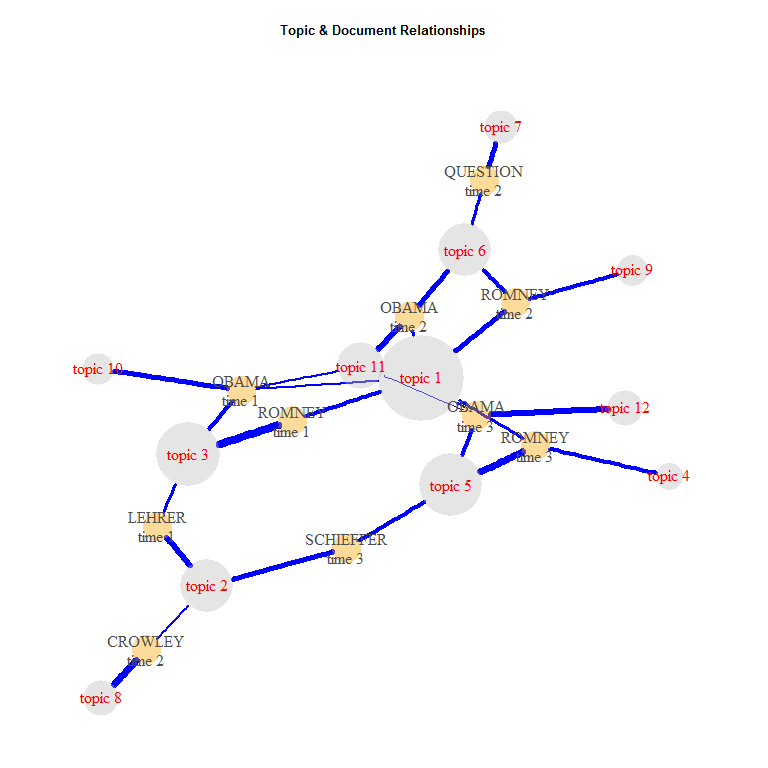 Topic & Document Relationships
topic 7
QUESTION
time 2
topic 6
topic 9
ROMNEY
time 2
OBAMA
time 2
topic 11
topic 1
topic 10
OBAMA
time 1
ROMNEY
time 1
OBAMA
time 3
topic 12
ROMNEY
time 3
topic 3
topic 5
topic 4
LEHRER
time 1
SCHIEFFER
time 3
topic 2
CROWLEY
time 2
topic 8